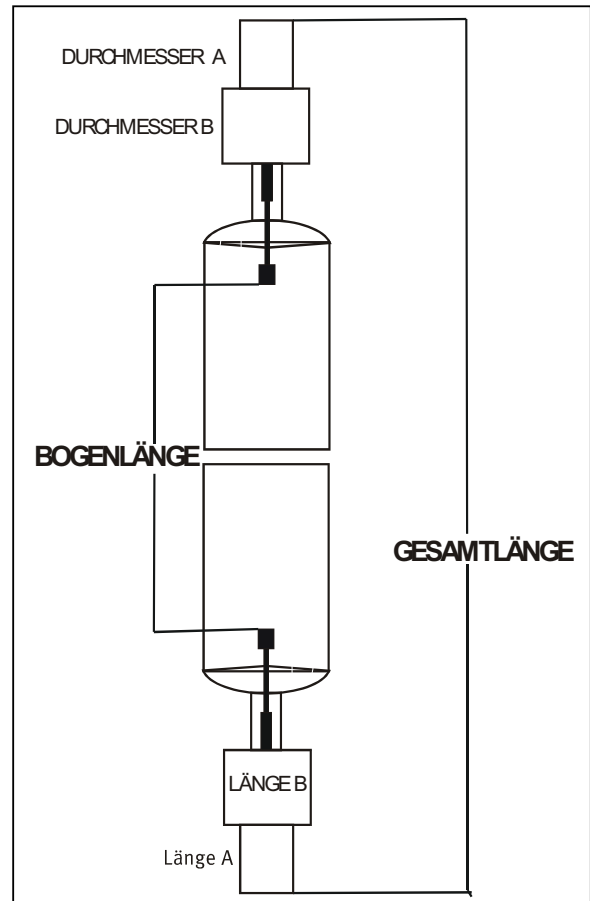 DURCHMESSER A
DURCHMESSER B
BOGENLÄNGE
GESAMTLÄNGE
LÄNGE B
Länge A